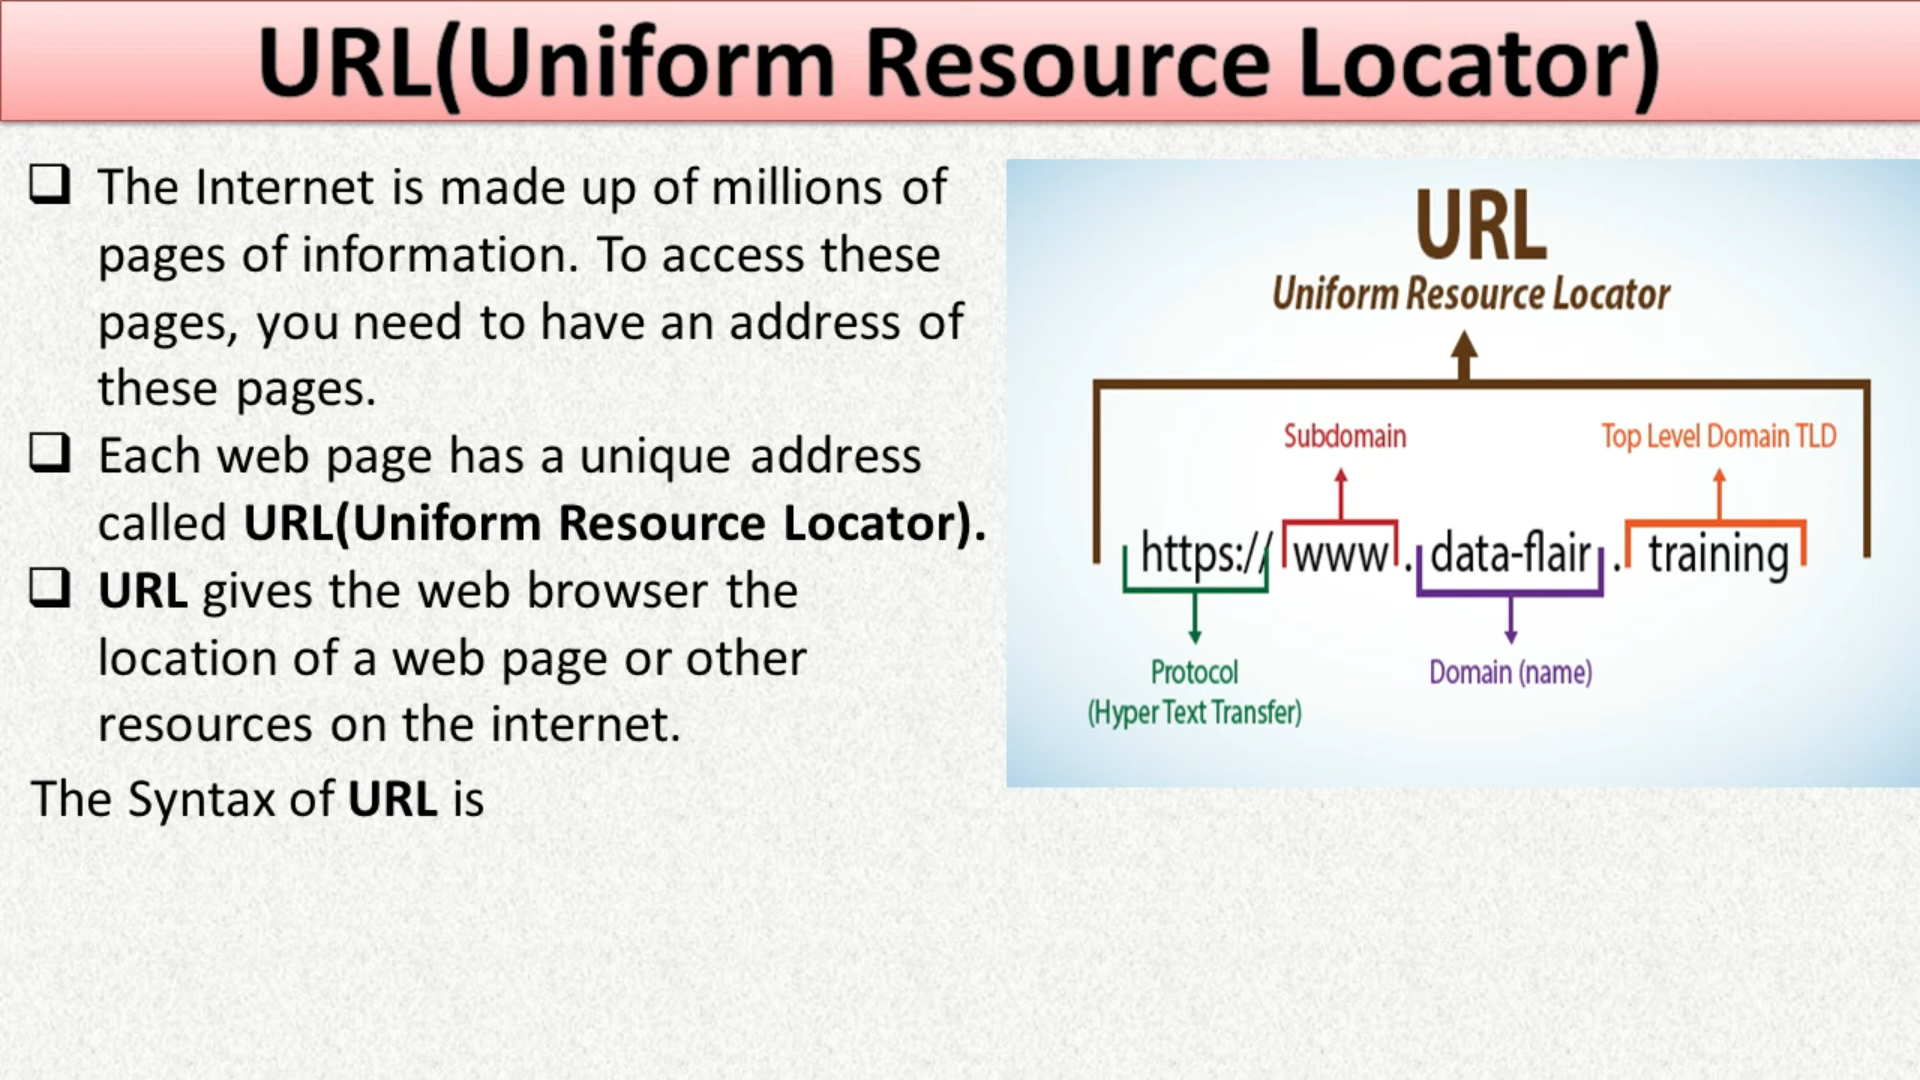 URL(Uniform Resource Locator)
❑ The Internet is made up of millions of
pages of information. To access these
pages, you need to have an address of
these pages.
❑ Each web page has a unique address
called URL(Uniform Resource Locator).
❑ URL gives the web browser the
location of a web page or other
resources on the internet.
The Syntax of URL is
URL
Uniform Resource Locator
Subdomain
Top Level Domain TLD
https://www.data-flair.training
Protocol
(Hyper Text Transfer)
Domain (name)